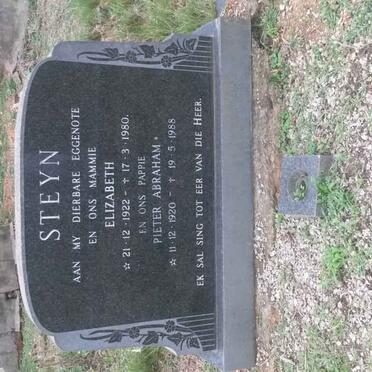 STEYN
AAN MY DIERBARE EGGENOTE
EN ONS MAMMIE
ELIZABETH
☆ 21·12·1922 – ✝ 17·3·1980.
EN ONS PAPPIE
PIETER ABRAHAM
☆ 11·12·1920 – ✝ 19·5·1988
EK SAL SING TOT EER VAN DIE HEER.